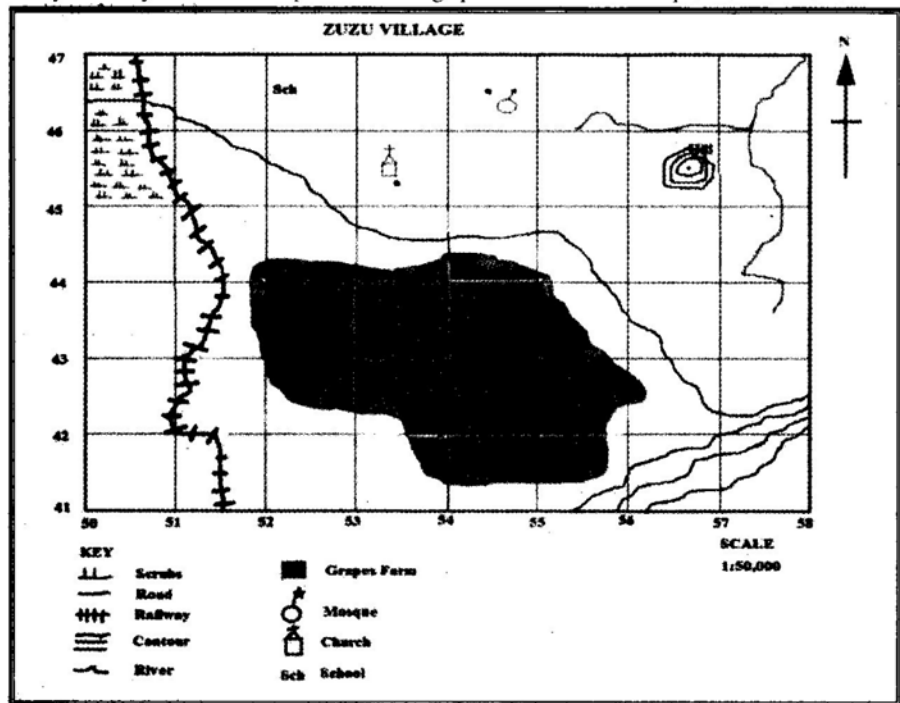 ZUZU VILLAGE
N
47
Sch
46
45
44
43
42
41
50 51 52 53 54 55 56 57 58
SCALE
1:50,000
KEY
Scrubs
Road
Railway
Contour
River
Grapes Farm
Mosque
Church
Sch School